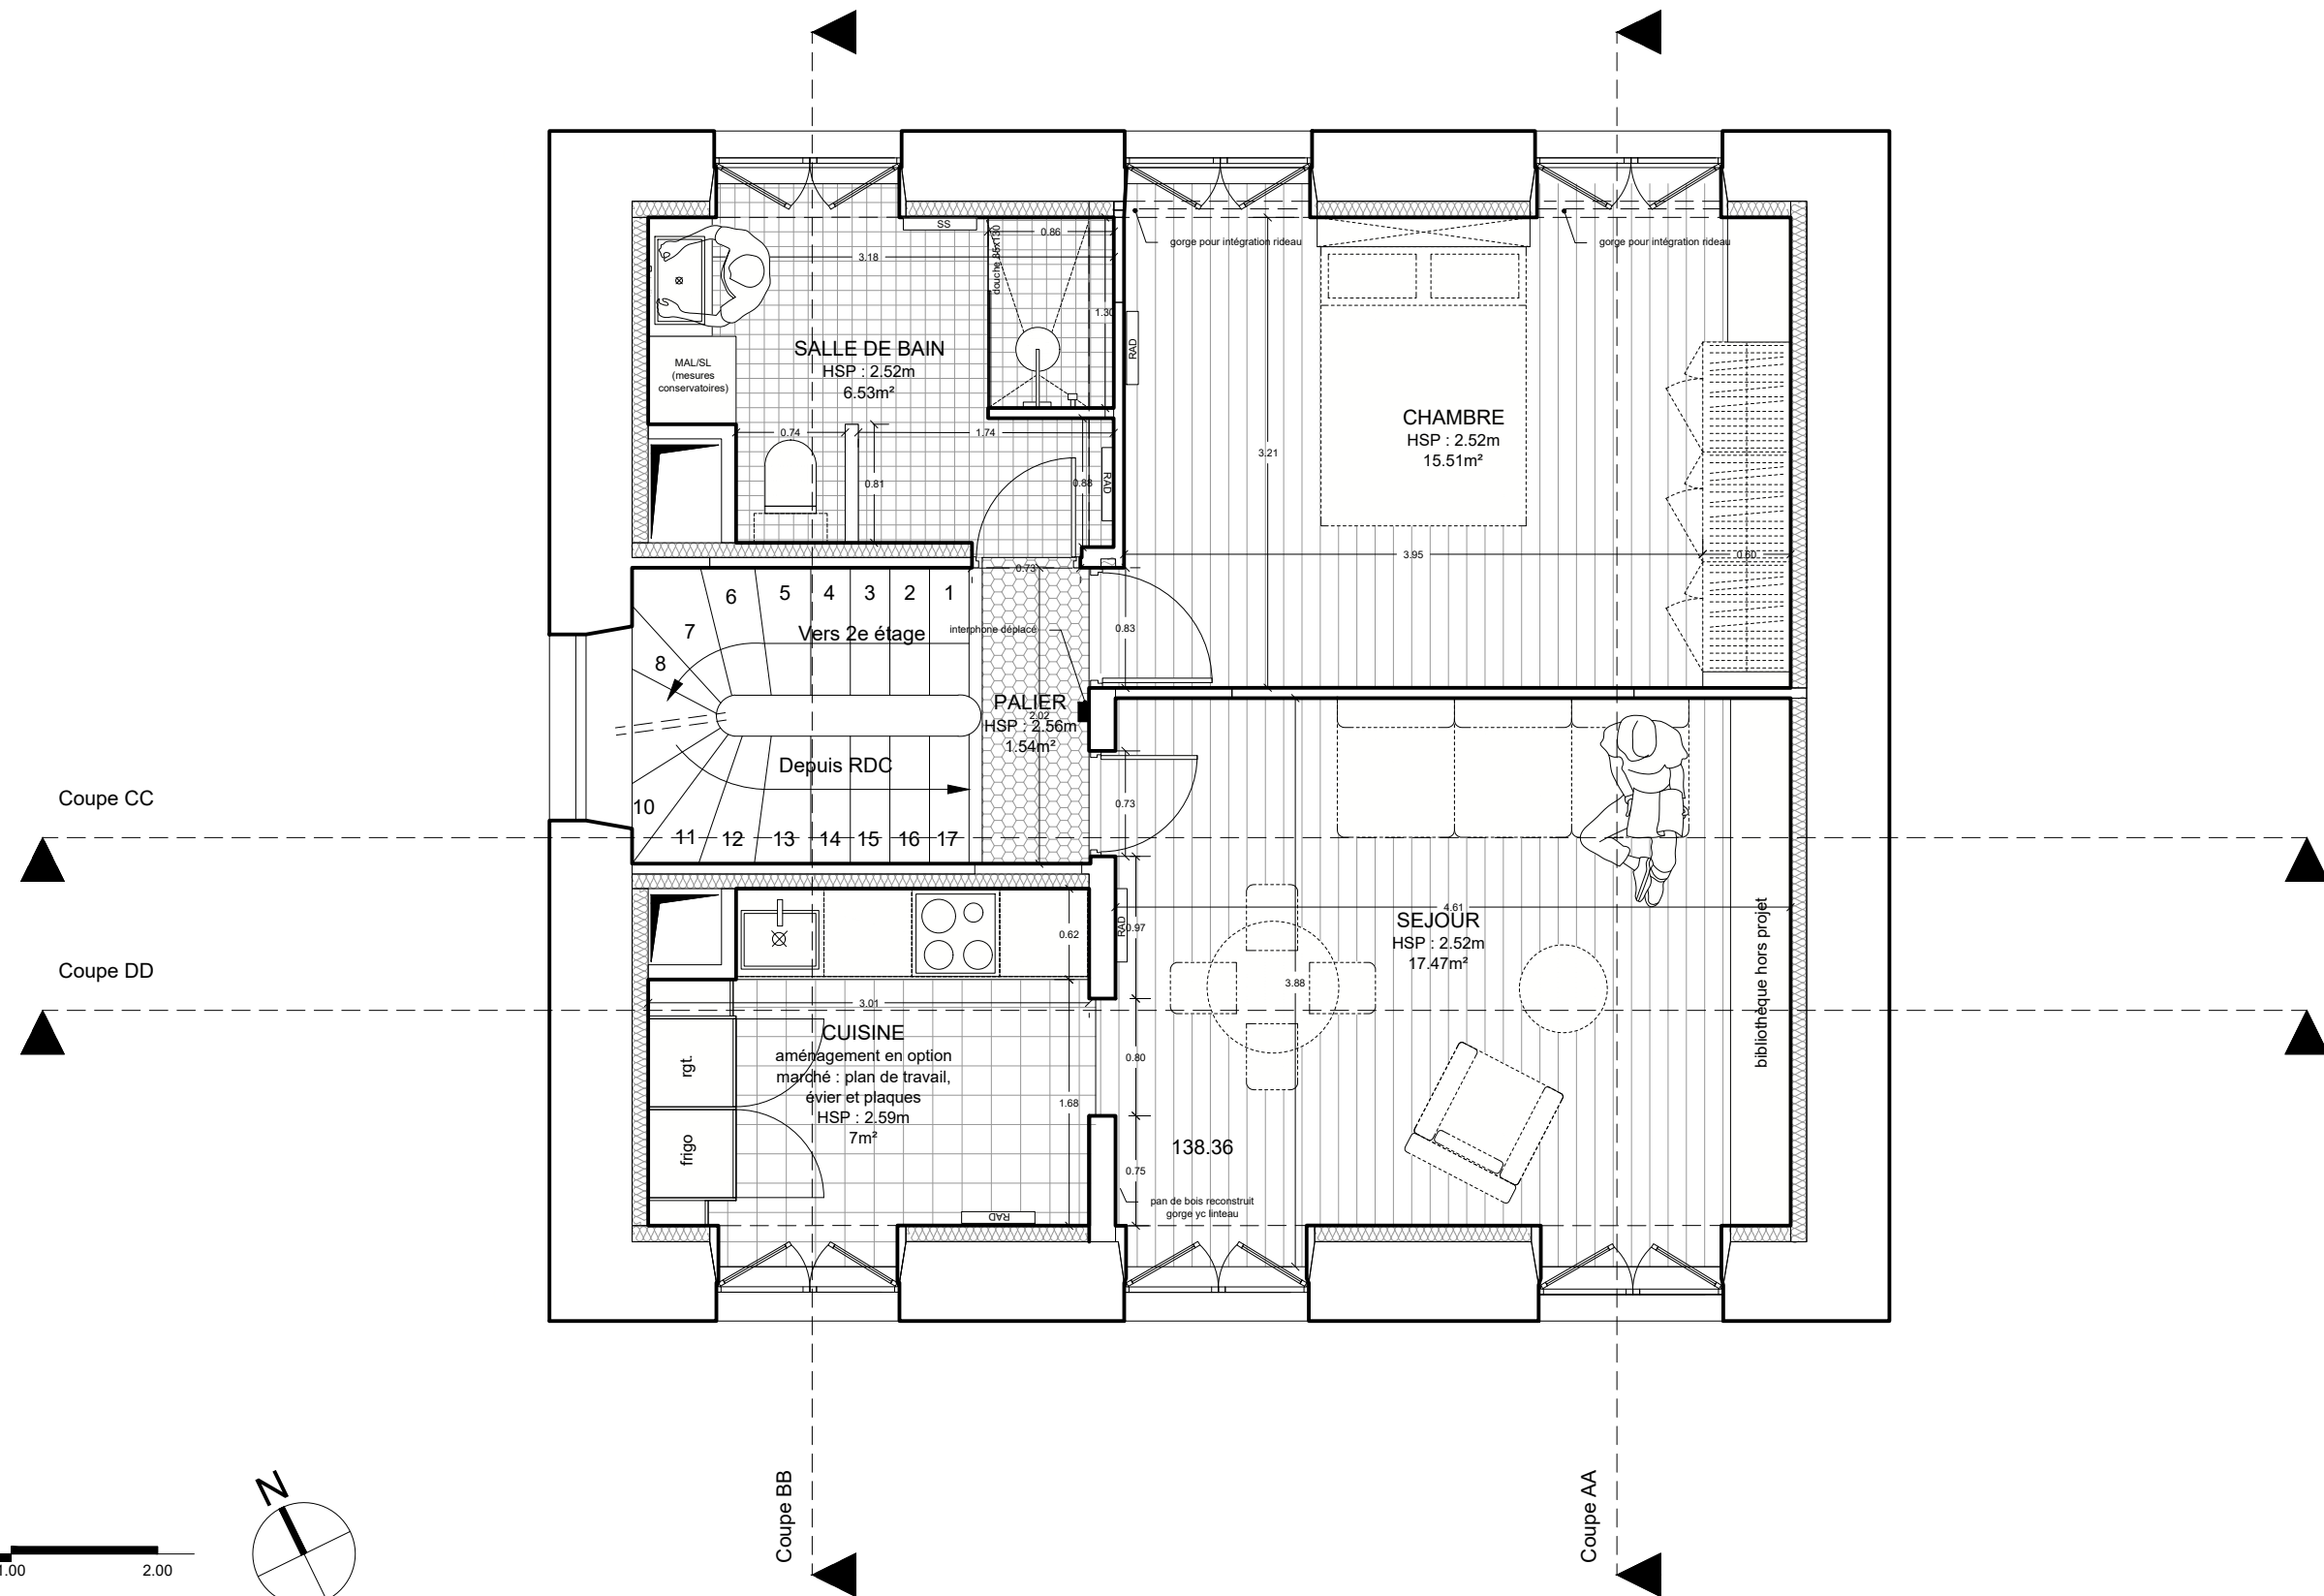 SS
0.86
gorge pour intégration rideau
gorge pour intégration rideau
3.18
douche 85x130
1.30
RAD
SALLE DE BAIN
HSP : 2.52m
6.53m²
MAL/SL
(mesures
conservatoires)
CHAMBRE
HSP : 2.52m
15.51m²
0.74
1.74
3.21
0.81
0.88
RAD
3.95
0.60
0.73
6
5
4
3
2
1
7
8
Vers 2e étage
interphone déplacé
0.83
PALIER
2.02
HSP : 2.56m
1.54m²
Depuis RDC
Coupe CC
10
11
12
13
14
15
16
17
0.73
4.61
SEJOUR
HSP : 2.52m
17.47m²
0.62
RAD
0.97
bibliothèque hors projet
Coupe DD
3.88
3.01
CUISINE
aménagement en option
marché : plan de travail,
évier et plaques
HSP : 2.59m
7m²
rgt.
frigo
0.80
1.68
138.36
0.75
pan de bois reconstruit
gorge yc linteau
RAD
N
Coupe BB
Coupe AA
1.00
2.00